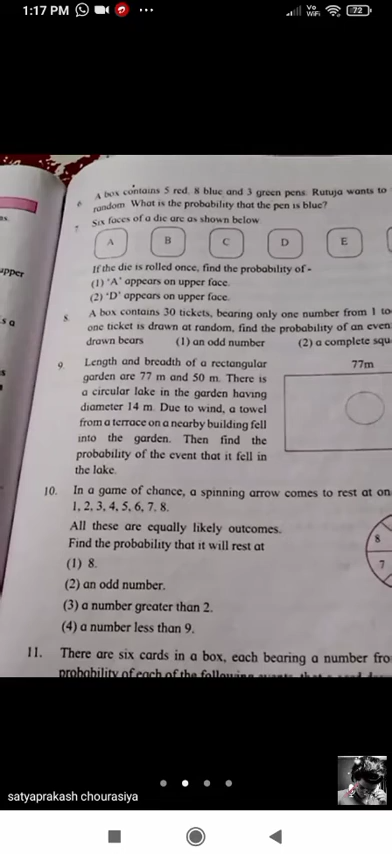 1:17 PM
Vo
WiFi
72
as.
6. A box contains 5 red, 8 blue and 3 green pens. Rutuja wants to
random. What is the probability that the pen is blue?
7 Six faces of a die are as shown below.
A B C D E
upper
If the die is rolled once, find the probability of -
(1) 'A' appears on upper face.
(2) 'D' appears on upper face.
s a
8. A box contains 30 tickets, bearing only one number from 1 to
one ticket is drawn at random, find the probability of an even
drawn bears (1) an odd number (2) a complete squ
9. Length and breadth of a rectangular
garden are 77 m and 50 m. There is
a circular lake in the garden having
diameter 14 m. Due to wind, a towel
from a terrace on a nearby building fell
into the garden. Then find the
probability of the event that it fell in
the lake.
77m
10. In a game of chance, a spinning arrow comes to rest at on
1, 2, 3, 4, 5, 6, 7, 8.
All these are equally likely outcomes.
Find the probability that it will rest at
(1) 8.
(2) an odd number.
(3) a number greater than 2.
(4) a number less than 9.
8
7
11. There are six cards in a box, each bearing a number fro
probability of each of the following
satyaprakash chourasiya